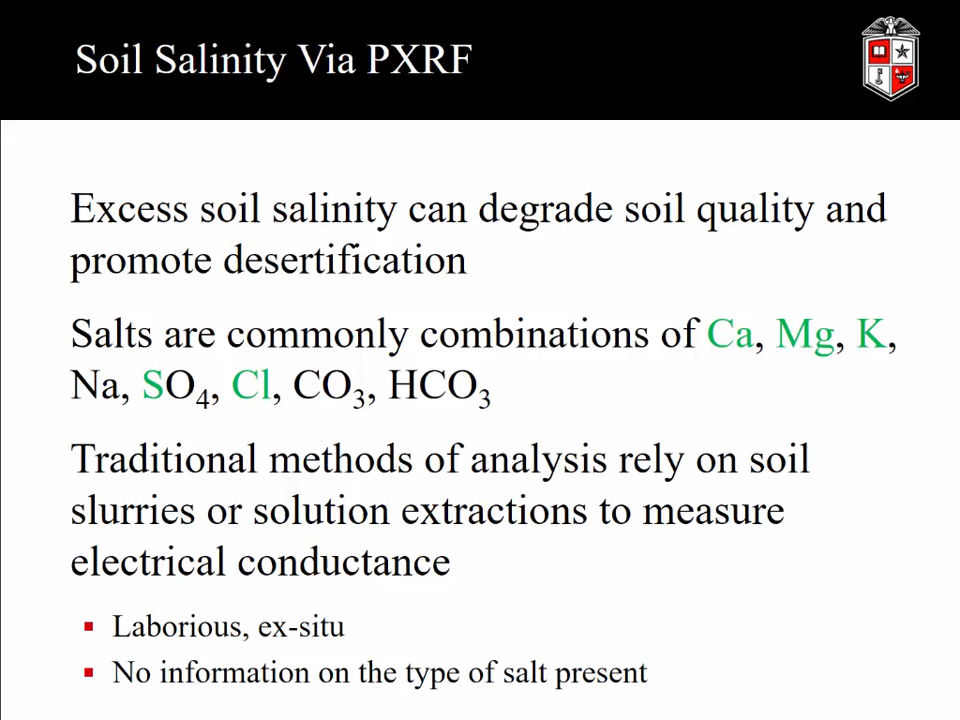 Soil Salinity Via PXRF
Excess soil salinity can degrade soil quality and
promote desertification
Salts are commonly combinations of Ca, Mg, K,
Na, SO₄, Cl, CO₃, HCO₃
Traditional methods of analysis rely on soil
slurries or solution extractions to measure
electrical conductance
▪ Laborious, ex-situ
▪ No information on the type of salt present